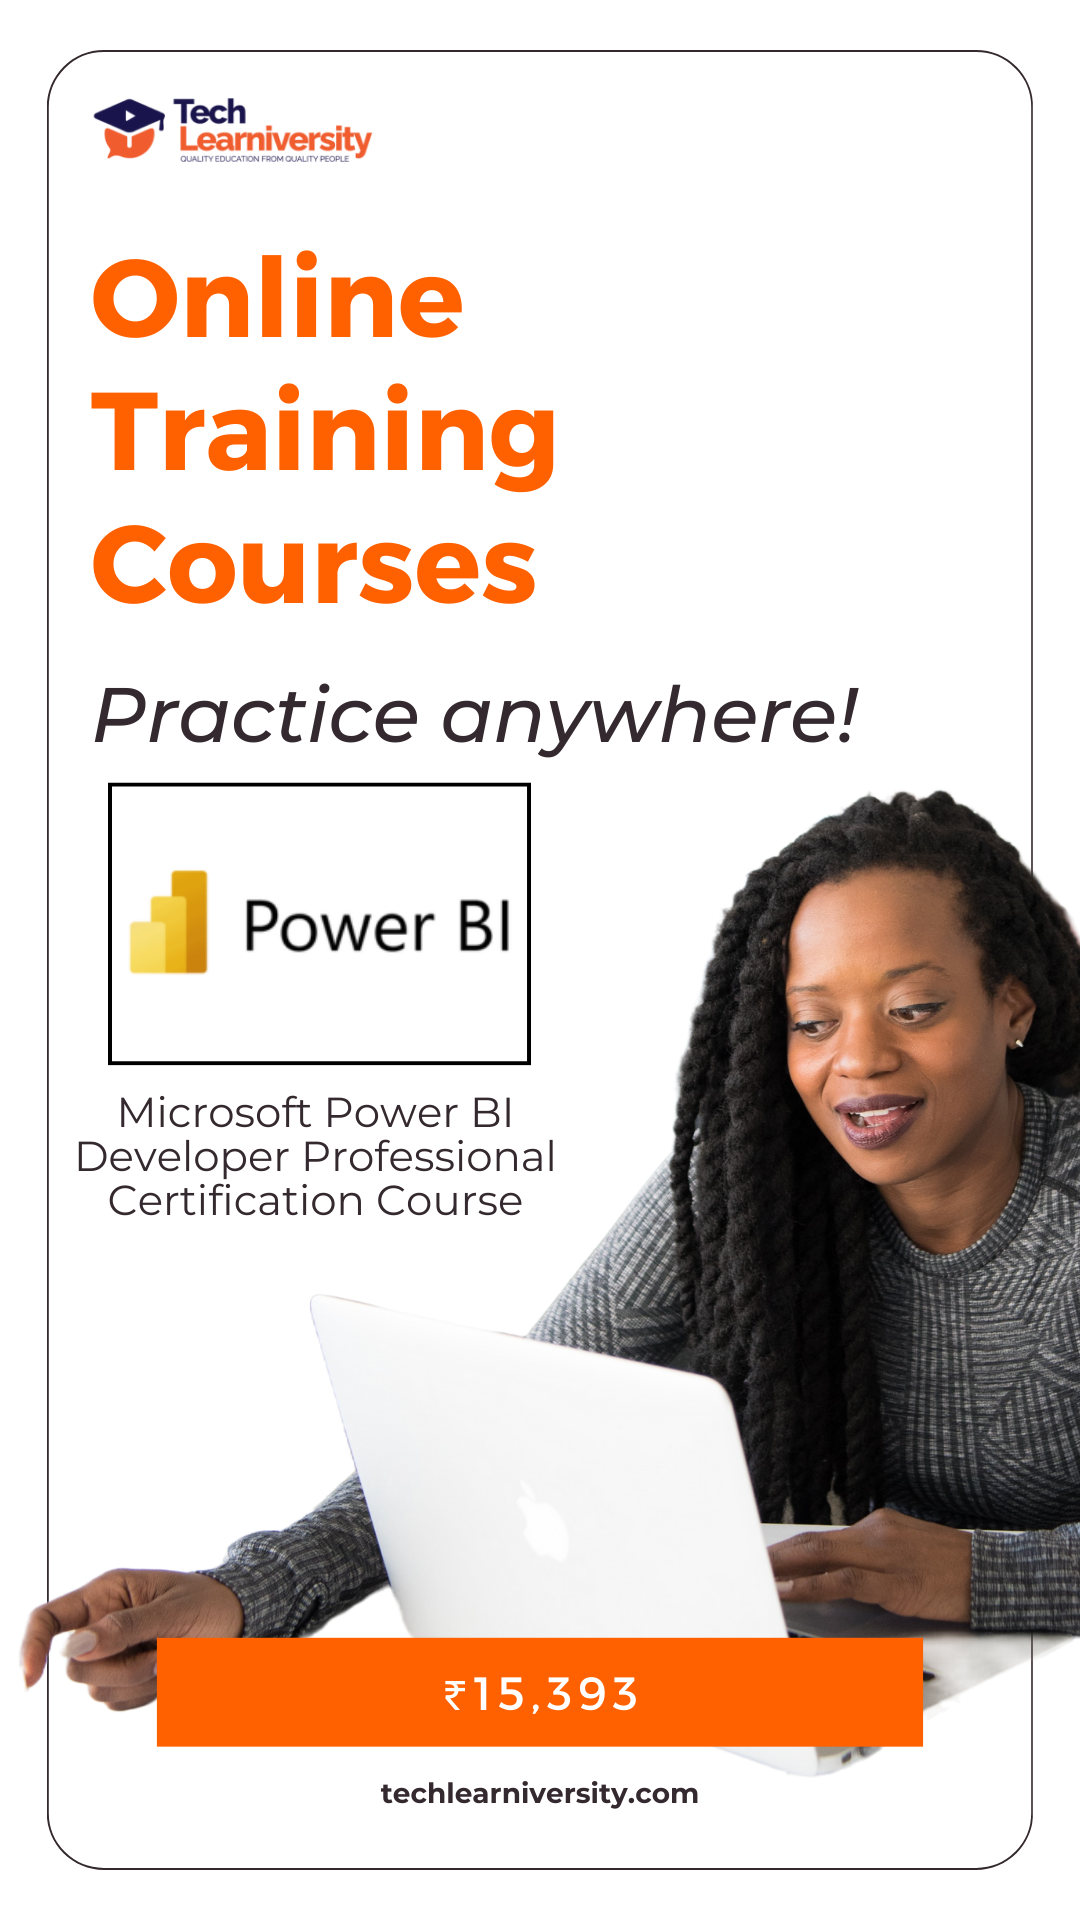 Tech
Learniversity
QUALITY EDUCATION FROM QUALITY PEOPLE
Online
Training
Courses
Practice anywhere!
Power BI
Microsoft Power BI
Developer Professional
Certification Course
₹15,393
techlearniversity.com